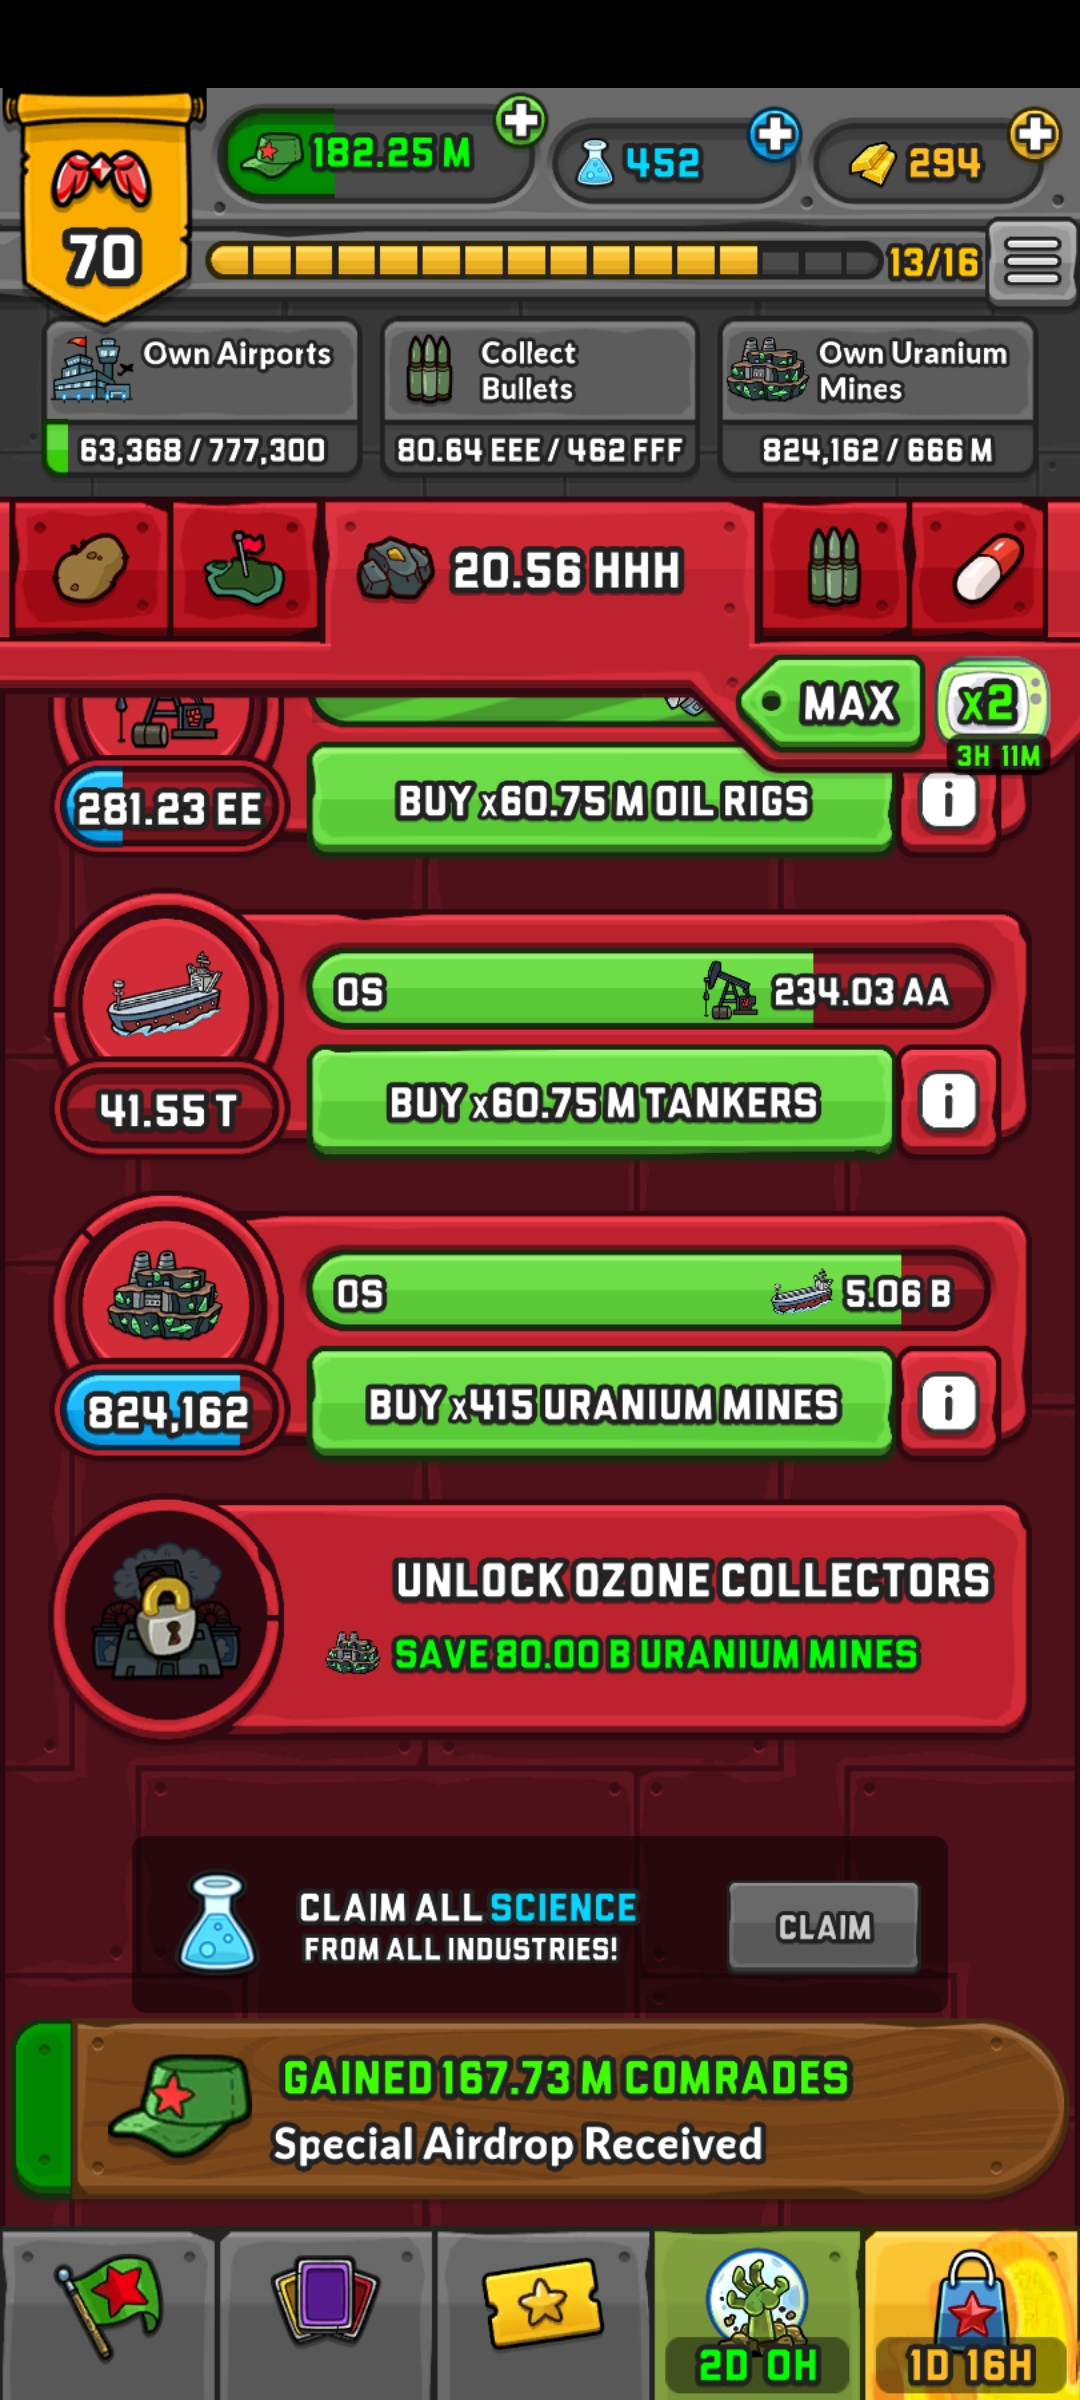 182.25 M
452
294
70
13/16
Own Airports
63,368 / 777,300
Collect
Bullets
80.64 EEE / 462 FFF
Own Uranium
Mines
824,162 / 666 M
20.56 HHH
MAX
x2
3H 11M
281.23 EE
BUY x60.75 M OIL RIGS
i
0S
234.03 AA
41.55 T
BUY x60.75 M TANKERS
i
0S
5.06 B
824,162
BUY x415 URANIUM MINES
i
UNLOCK OZONE COLLECTORS
SAVE 80.00 B URANIUM MINES
CLAIM ALL SCIENCE
FROM ALL INDUSTRIES!
CLAIM
GAINED 167.73 M COMRADES
Special Airdrop Received
2D 0H
1D 16H